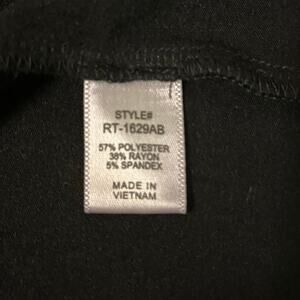 STYLE#
RT-1629AB
57% POLYESTER
38% RAYON
5% SPANDEX
MADE IN
VIETNAM